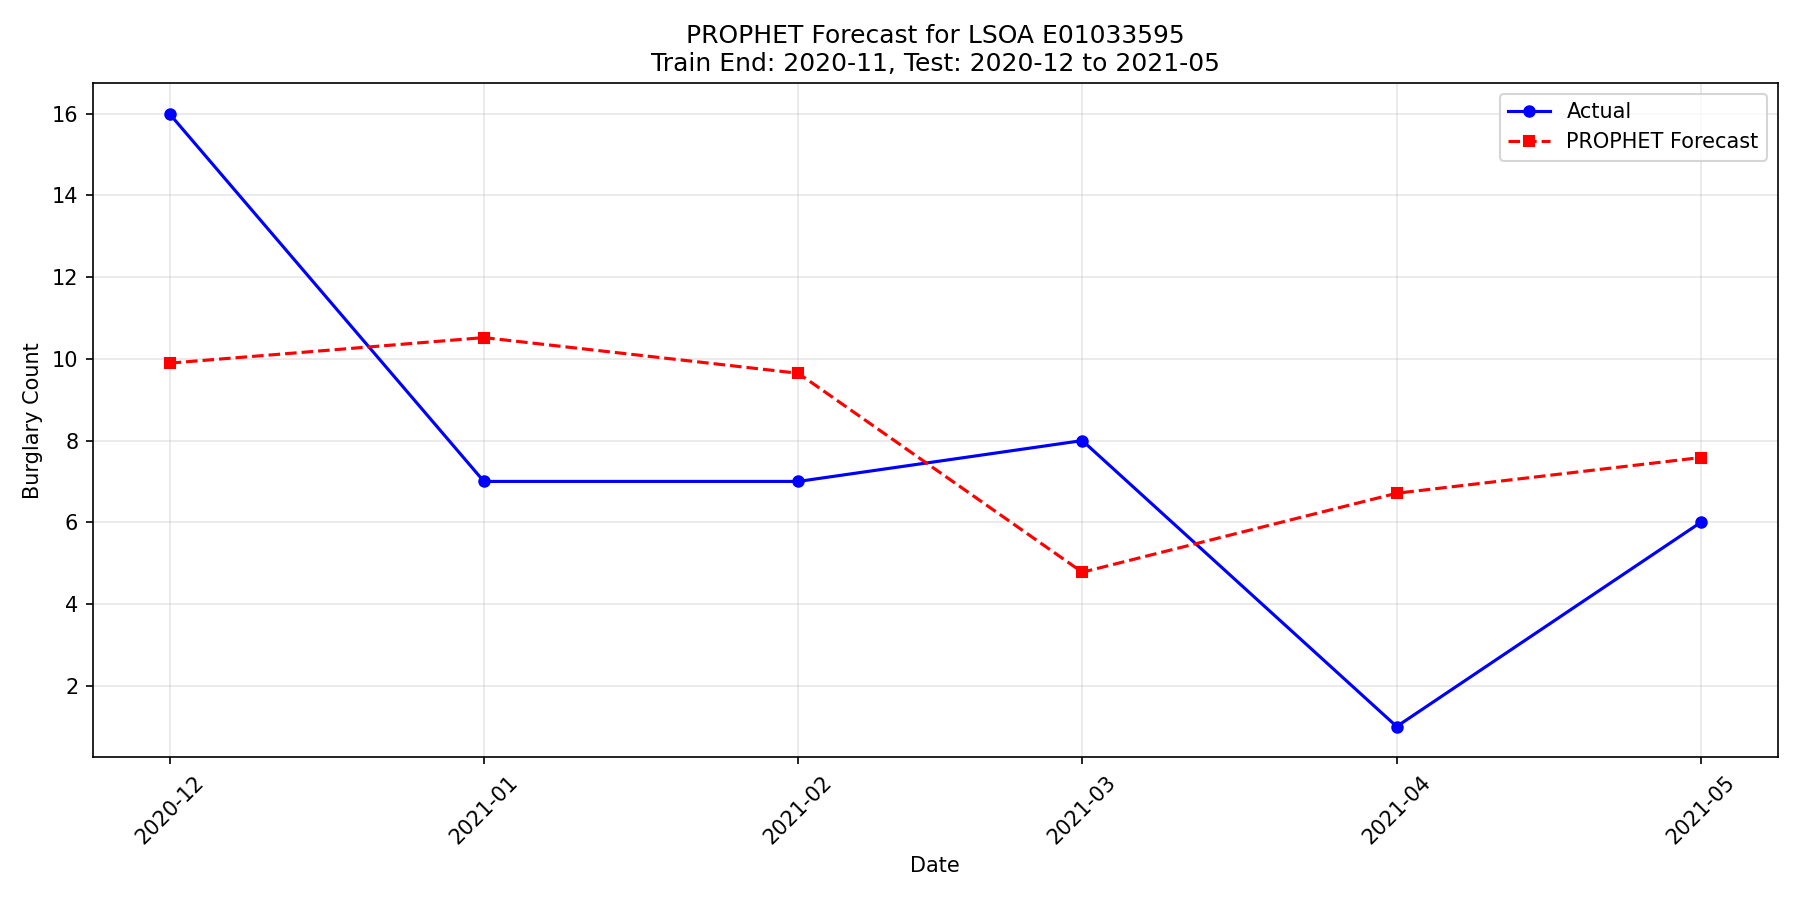 PROPHET Forecast for LSOA E01033595
Train End: 2020-11, Test: 2020-12 to 2021-05
Actual
PROPHET Forecast
Burglary Count
16
14
12
10
8
6
4
2
2020-12
2021-01
2021-02
2021-03
2021-04
2021-05
Date